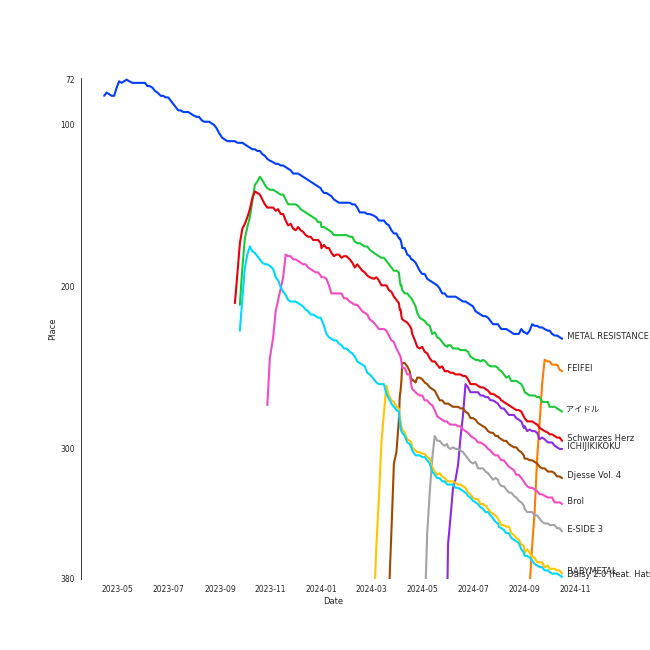 72
100
200
300
380
Place
2023-05 2023-07 2023-09 2023-11 2024-01 2024-03 2024-05 2024-07 2024-09 2024-11
Date
METAL RESISTANCE
FEIFEI
アイドル
Schwarzes Herz
ICHIJIKIKOKU
Djesse Vol. 4
Brol
E-SIDE 3
BABYMETAL
Daisy 2.0 (feat. Hats